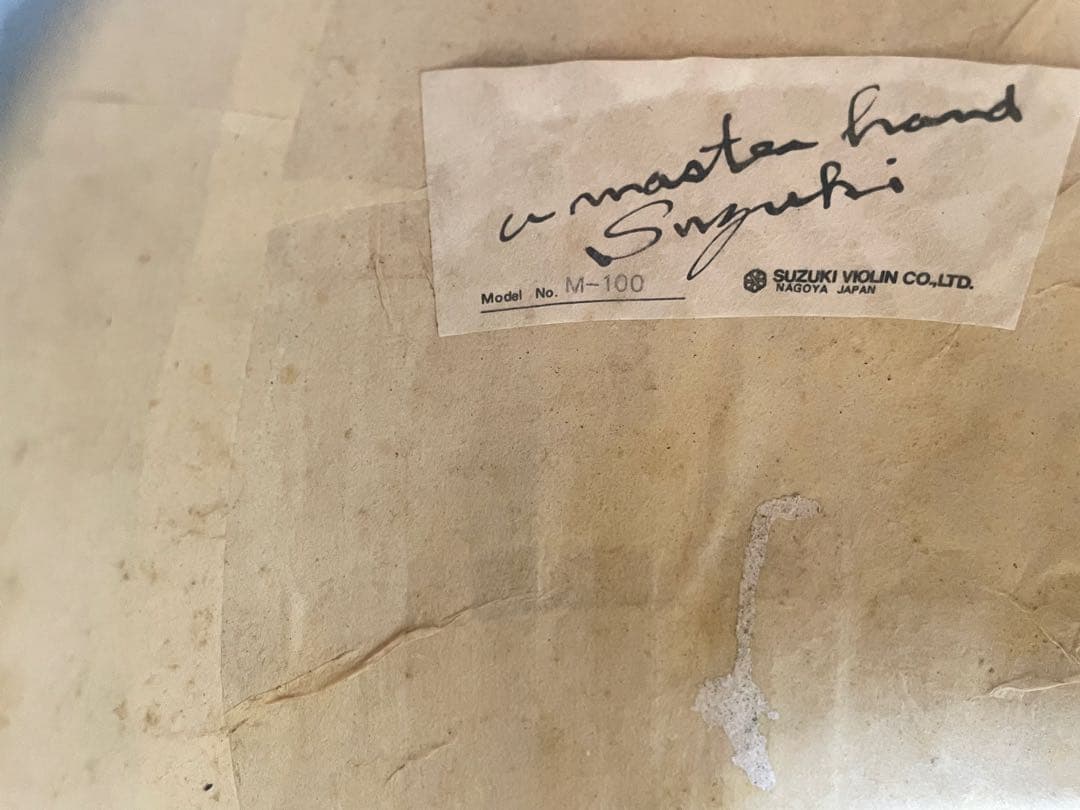 a master hand
Suzuki
Model No. M-100
SUZUKI VIOLIN CO.,LTD.
NAGOYA JAPAN